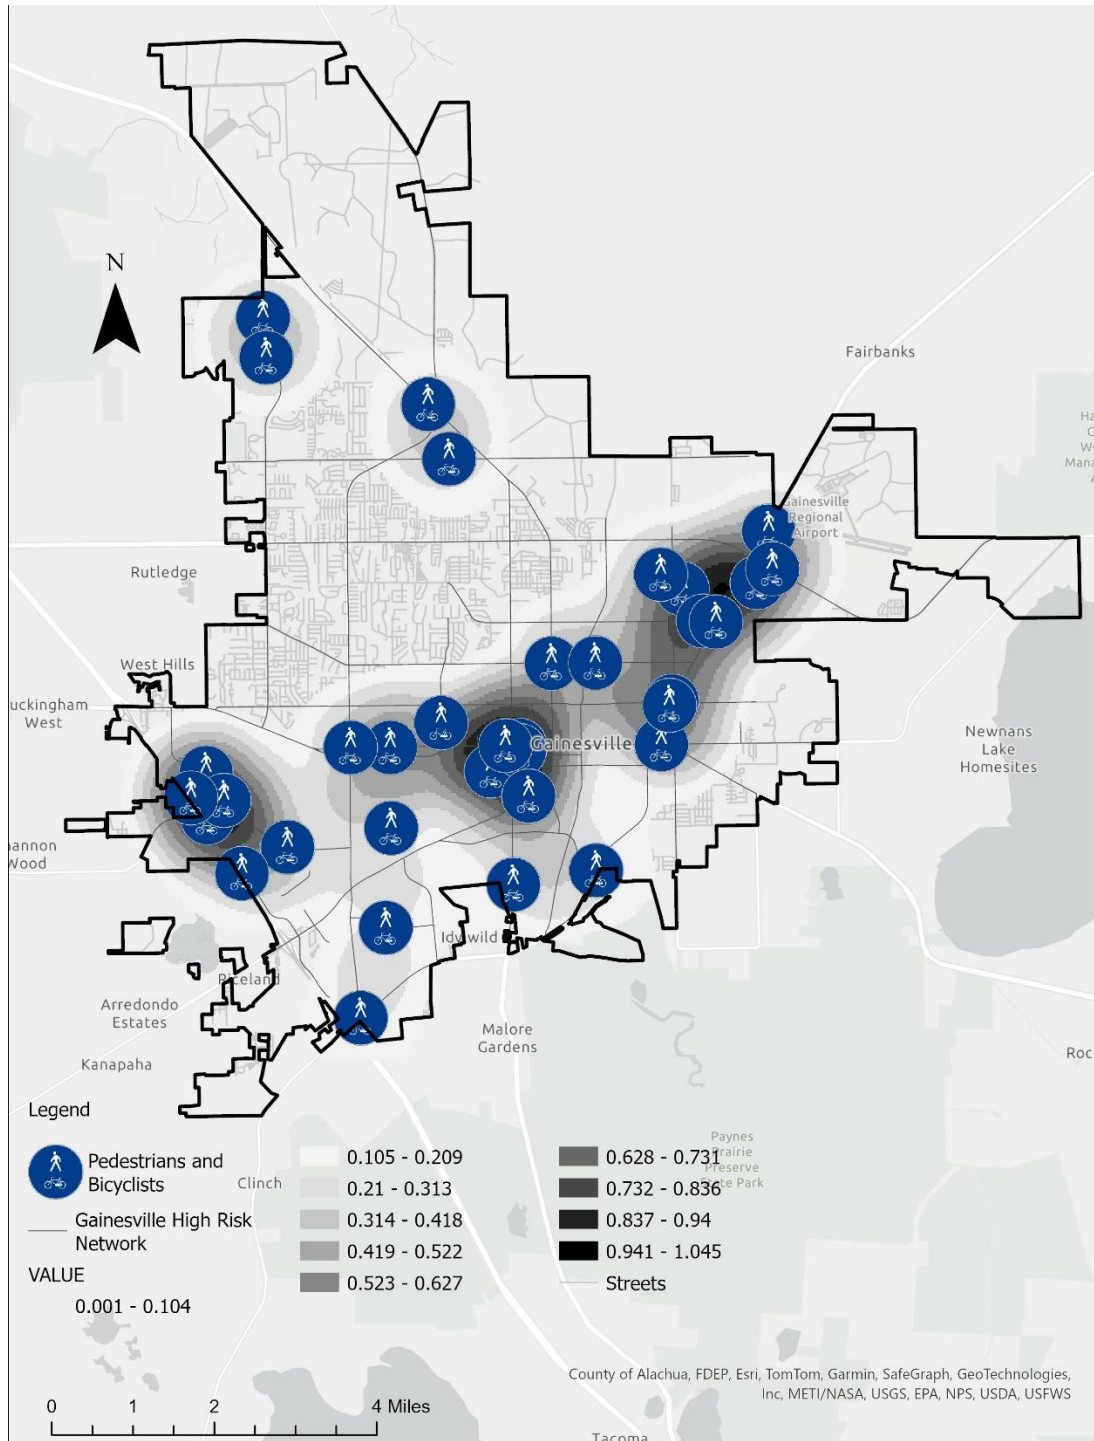 N
Fairbanks
Gainesville
Regional
Airport
Rutledge
West Hills
West
Gainesville
Newnans
Lake
Homesites
Wood
Idylwild
Arredondo
Estates
Malore
Gardens
Kanapaha
Legend
Paynes
Prairie
Preserve
State Park
Pedestrians and
Bicyclists
Clinch
Gainesville High Risk
Network
VALUE
0.001 - 0.104
0.105 - 0.209
0.21 - 0.313
0.314 - 0.418
0.419 - 0.522
0.523 - 0.627
0.628 - 0.731
0.732 - 0.836
0.837 - 0.94
0.941 - 1.045
Streets
County of Alachua, FDEP, Esri, TomTom, Garmin, SafeGraph, GeoTechnologies,
Inc, METI/NASA, USGS, EPA, NPS, USDA, USFWS
0 2 4 Miles
Tacoma